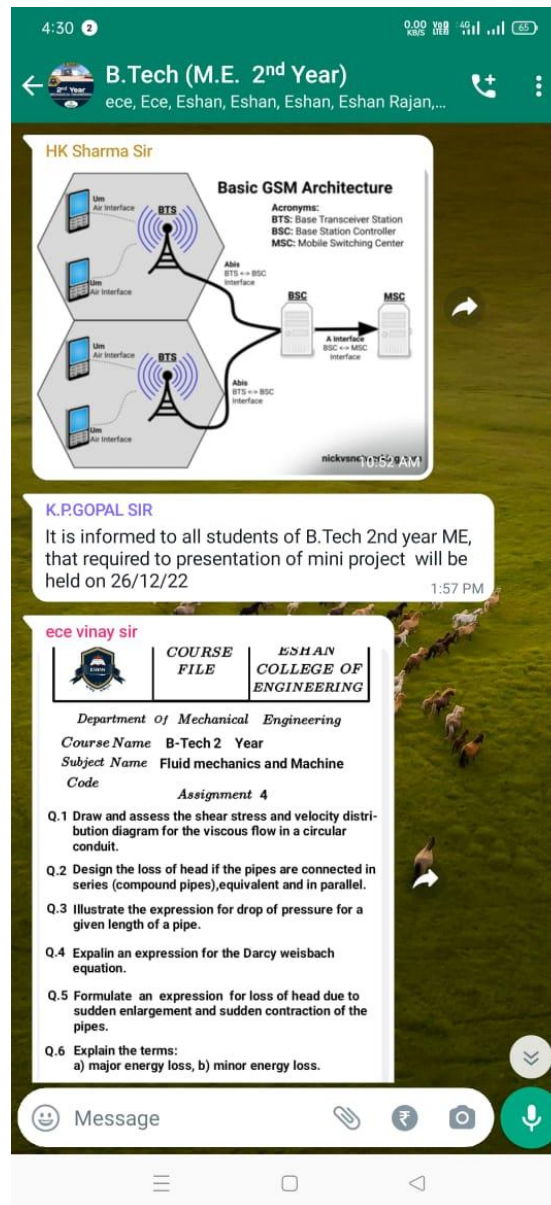 4:30 2 0.00 KB/S Vo9 LTE2 4G 65
B.Tech (M.E. 2nd Year)
ece, Ece, Eshan, Eshan, Eshan, Eshan Rajan,...
HK Sharma Sir
Basic GSM Architecture
Acronyms:
BTS: Base Transceiver Station
BSC: Base Station Controller
MSC: Mobile Switching Center
Um
Air Interface
BTS
Um
Air Interface
Abis
BTS <-> BSC
Interface
BSC
MSC
A Interface
BSC <-> MSC
Interface
Um
Air Interface
BTS
Um
Air Interface
Abis
BTS <-> BSC
Interface
10:52 AM
K.P.GOPAL SIR
It is informed to all students of B.Tech 2nd year ME,
that required to presentation of mini project will be
held on 26/12/22
1:57 PM
ece vinay sir
COURSE
FILE
ESHAN
COLLEGE OF
ENGINEERING
Department Of Mechanical Engineering
Course Name B-Tech 2 Year
Subject Name Fluid mechanics and Machine
Code
Assignment 4
Q.1 Draw and assess the shear stress and velocity distri-
bution diagram for the viscous flow in a circular
conduit.
Q.2 Design the loss of head if the pipes are connected in
series (compound pipes),equivalent and in parallel.
Q.3 Illustrate the expression for drop of pressure for a
given length of a pipe.
Q.4 Expalin an expression for the Darcy weisbach
equation.
Q.5 Formulate an expression for loss of head due to
sudden enlargement and sudden contraction of the
pipes.
Q.6 Explain the terms:
a) major energy loss, b) minor energy loss.
Message